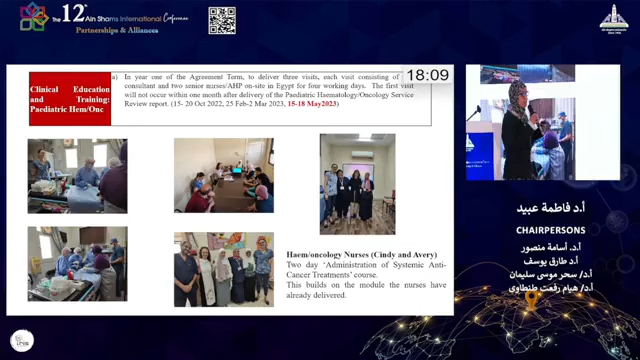 The 12th Ain Shams International Conference
Partnerships & Alliances
18:09
Clinical Education
and Training:
Paediatric Hem/Onc
a) In year one of the Agreement Term, to deliver three visits, each visit consisting of
consultant and two senior nurses/AHP on-site in Egypt for four working days. The first visit
will not occur within one month after delivery of the Paediatric Haematology/Oncology Service
Review report. (15- 20 Oct 2022, 25 Feb-2 Mar 2023, 15-18 May2023)
Haem/oncology Nurses (Cindy and Avery)
Two day ‘Administration of Systemic Anti-
Cancer Treatments’ course.
This builds on the module the nurses have
already delivered.
أ.د فاطمة عبيد
CHAIRPERSONS
أ.د. أسامة منصور
أ.د طارق يوسف
أ.د/ سحر موسى سليمان
أ.د/ هيام رفعت طنطاوى